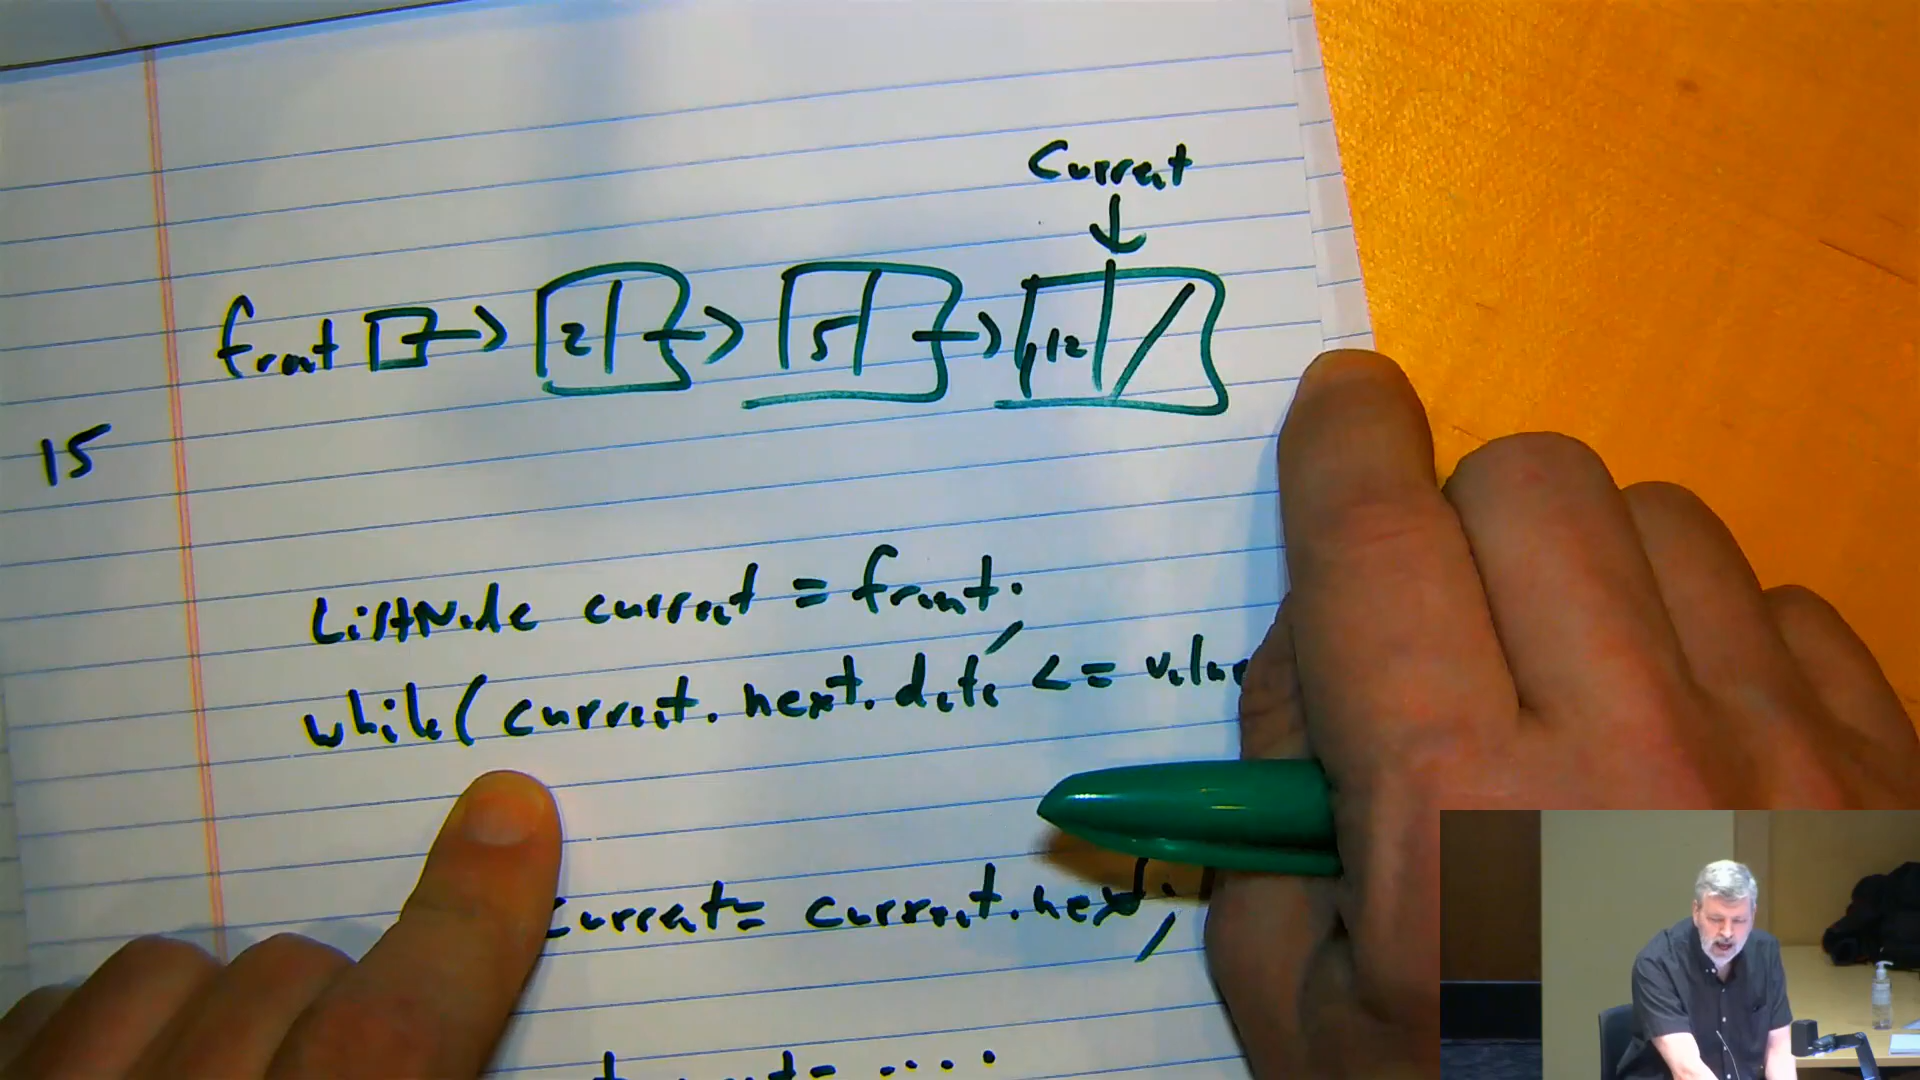 Current
front 2 5 12
15
ListNode current = front;
while( current. next. data <= value
current = current.next;